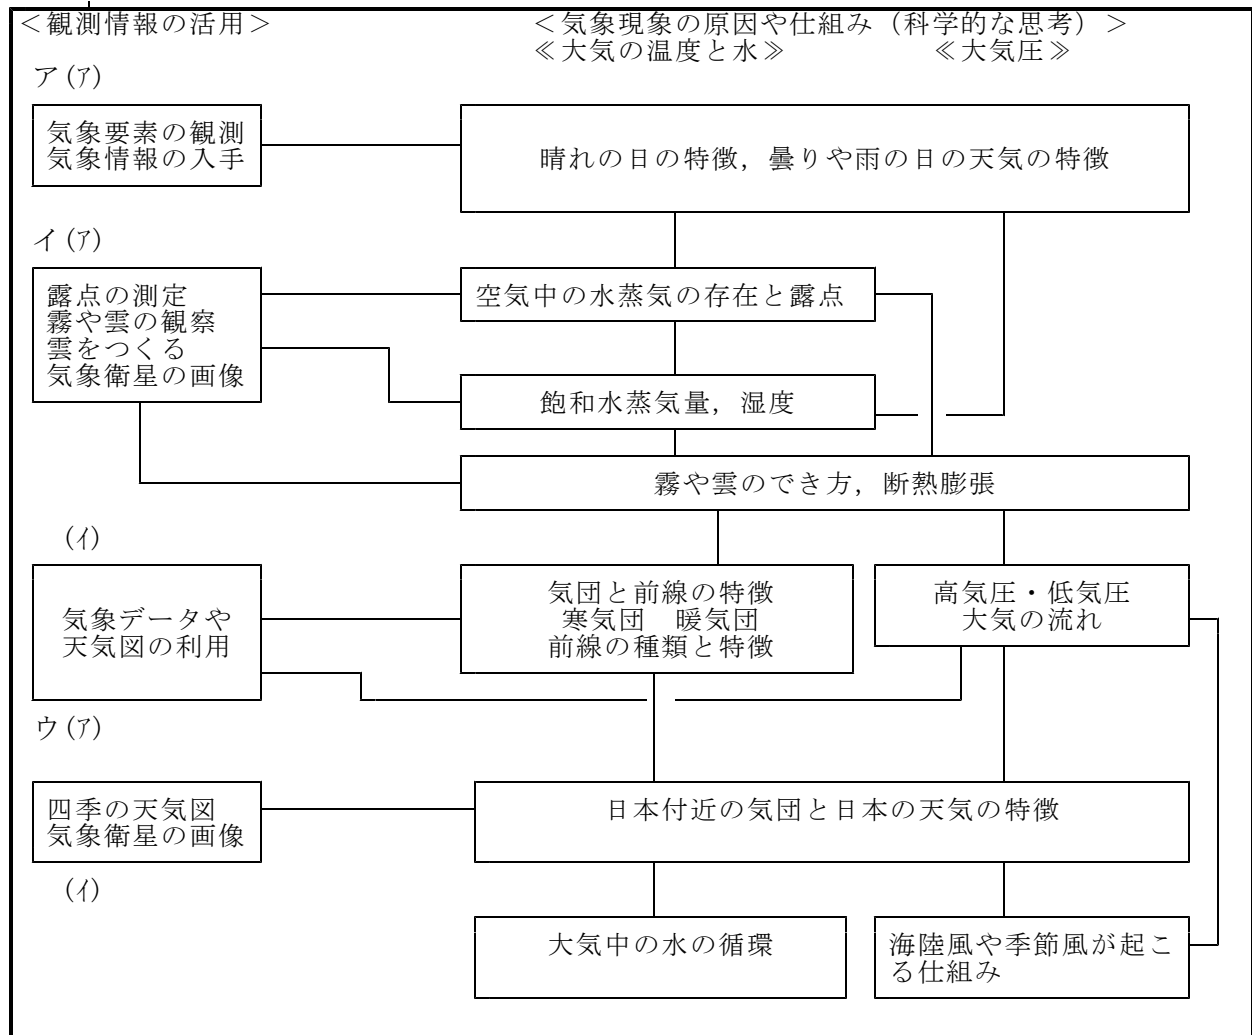 ＜観測情報の活用＞
＜気象現象の原因や仕組み（科学的な思考）＞
≪大気の温度と水≫
≪大気圧≫
ア(ｱ)
気象要素の観測
気象情報の入手
晴れの日の特徴，曇りや雨の日の天気の特徴
イ(ｱ)
露点の測定
霧や雲の観察
雲をつくる
気象衛星の画像
空気中の水蒸気の存在と露点
飽和水蒸気量，湿度
霧や雲のでき方，断熱膨張
(ｲ)
気象データや
天気図の利用
気団と前線の特徴
寒気団　暖気団
前線の種類と特徴
高気圧・低気圧
大気の流れ
ウ(ｱ)
四季の天気図
気象衛星の画像
日本付近の気団と日本の天気の特徴
(ｲ)
大気中の水の循環
海陸風や季節風が起こ
る仕組み